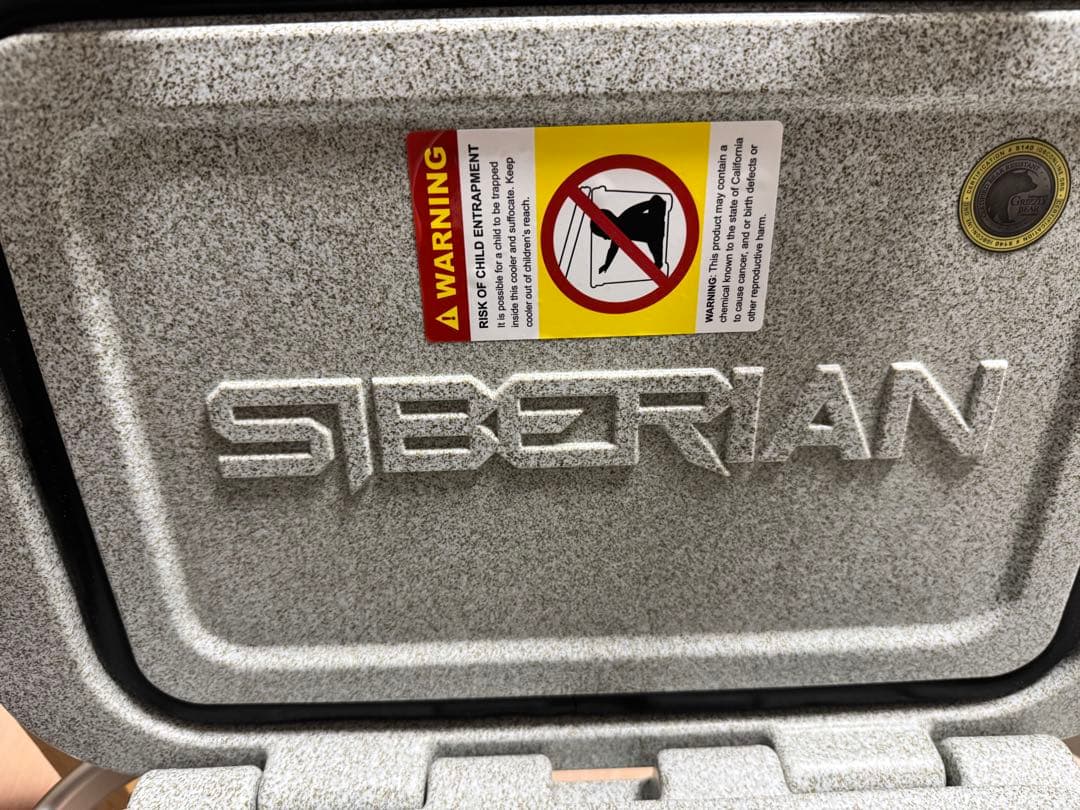 WARNING
RISK OF CHILD ENTRAPMENT
It is possible for a child to be trapped
inside this cooler and suffocate. Keep
cooler out of children's reach.
WARNING: This product may contain a
chemical known to the state of California
to cause cancer, and or birth defects or
other reproductive harm.
SIBERIAN
GRIZZLY
BEAR